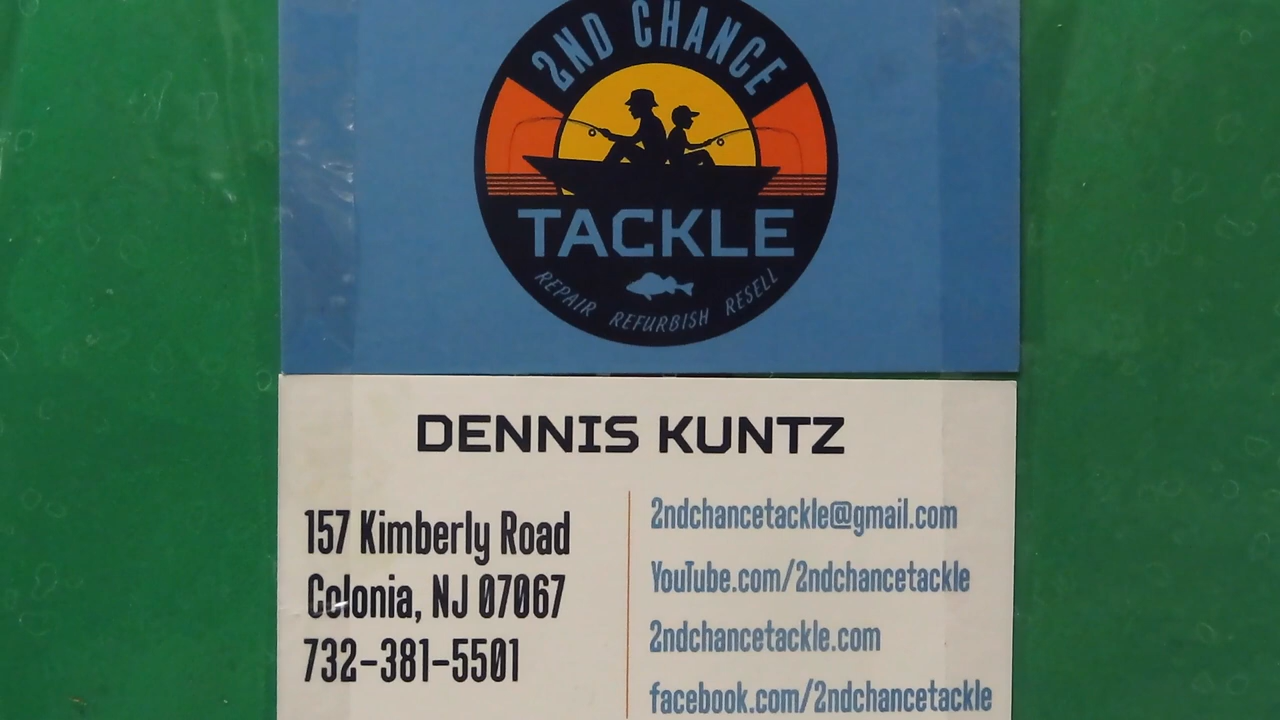 2ND CHANCE
TACKLE
REPAIR REFURBISH RESELL
DENNIS KUNTZ
157 Kimberly Road
Colonia, NJ 07067
732-381-5501
2ndchancetackle@gmail.com
YouTube.com/2ndchancetackle
2ndchancetackle.com
facebook.com/2ndchancetackle